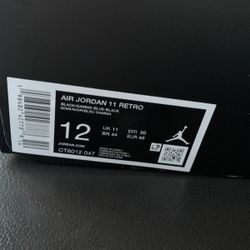 AIR JORDAN 11 RETRO
BLACK/GAMMA BLUE-BLACK
NOIR/NOIR/BLEU GAMMA
12
UK 11
CM 30
BR 44
EUR 46
JORDAN.COM
CT8012 047